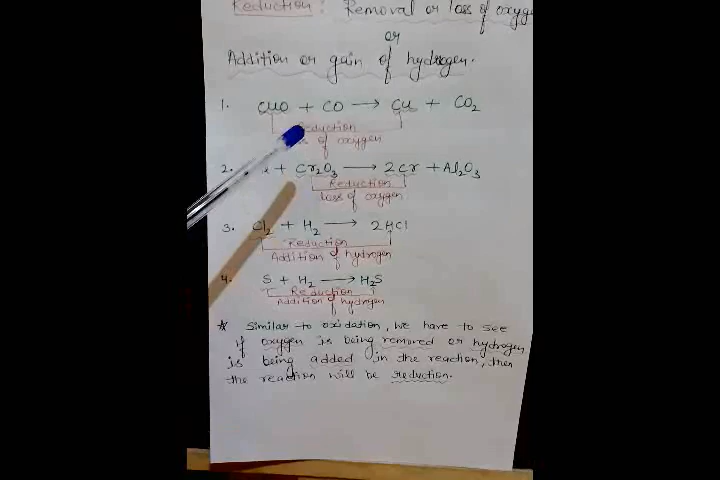 Reduction: Removal or loss of oxyge
or
Addition or gain of hydrogen.
1. CuO + CO → Cu + CO2
Reduction
of oxygen
2. + Cr2O3 → 2Cr + Al2O3
Reduction
loss of oxygen
3. Cl2 + H2 → 2HCl
Reduction
Addition of hydrogen
4. S + H2 → H2S
Reduction
Addition of hydrogen
* Similar to oxidation, we have to see
if oxygen is being removed or hydrogen
is being added in the reaction, then
the reaction will be reduction.